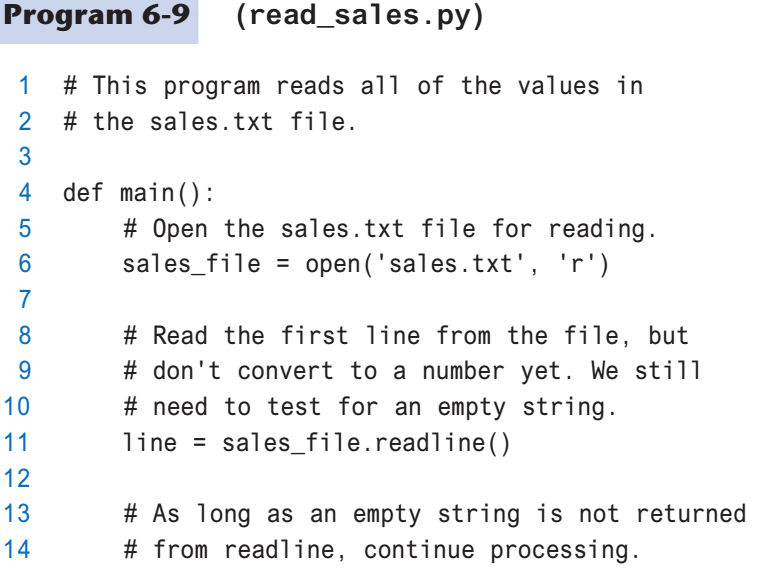 Program 6-9 (read_sales.py)
1 # This program reads all of the values in
2 # the sales.txt file.
3
4 def main():
5     # Open the sales.txt file for reading.
6     sales_file = open('sales.txt', 'r')
7
8     # Read the first line from the file, but
9     # don't convert to a number yet. We still
10     # need to test for an empty string.
11     line = sales_file.readline()
12
13     # As long as an empty string is not returned
14     # from readline, continue processing.